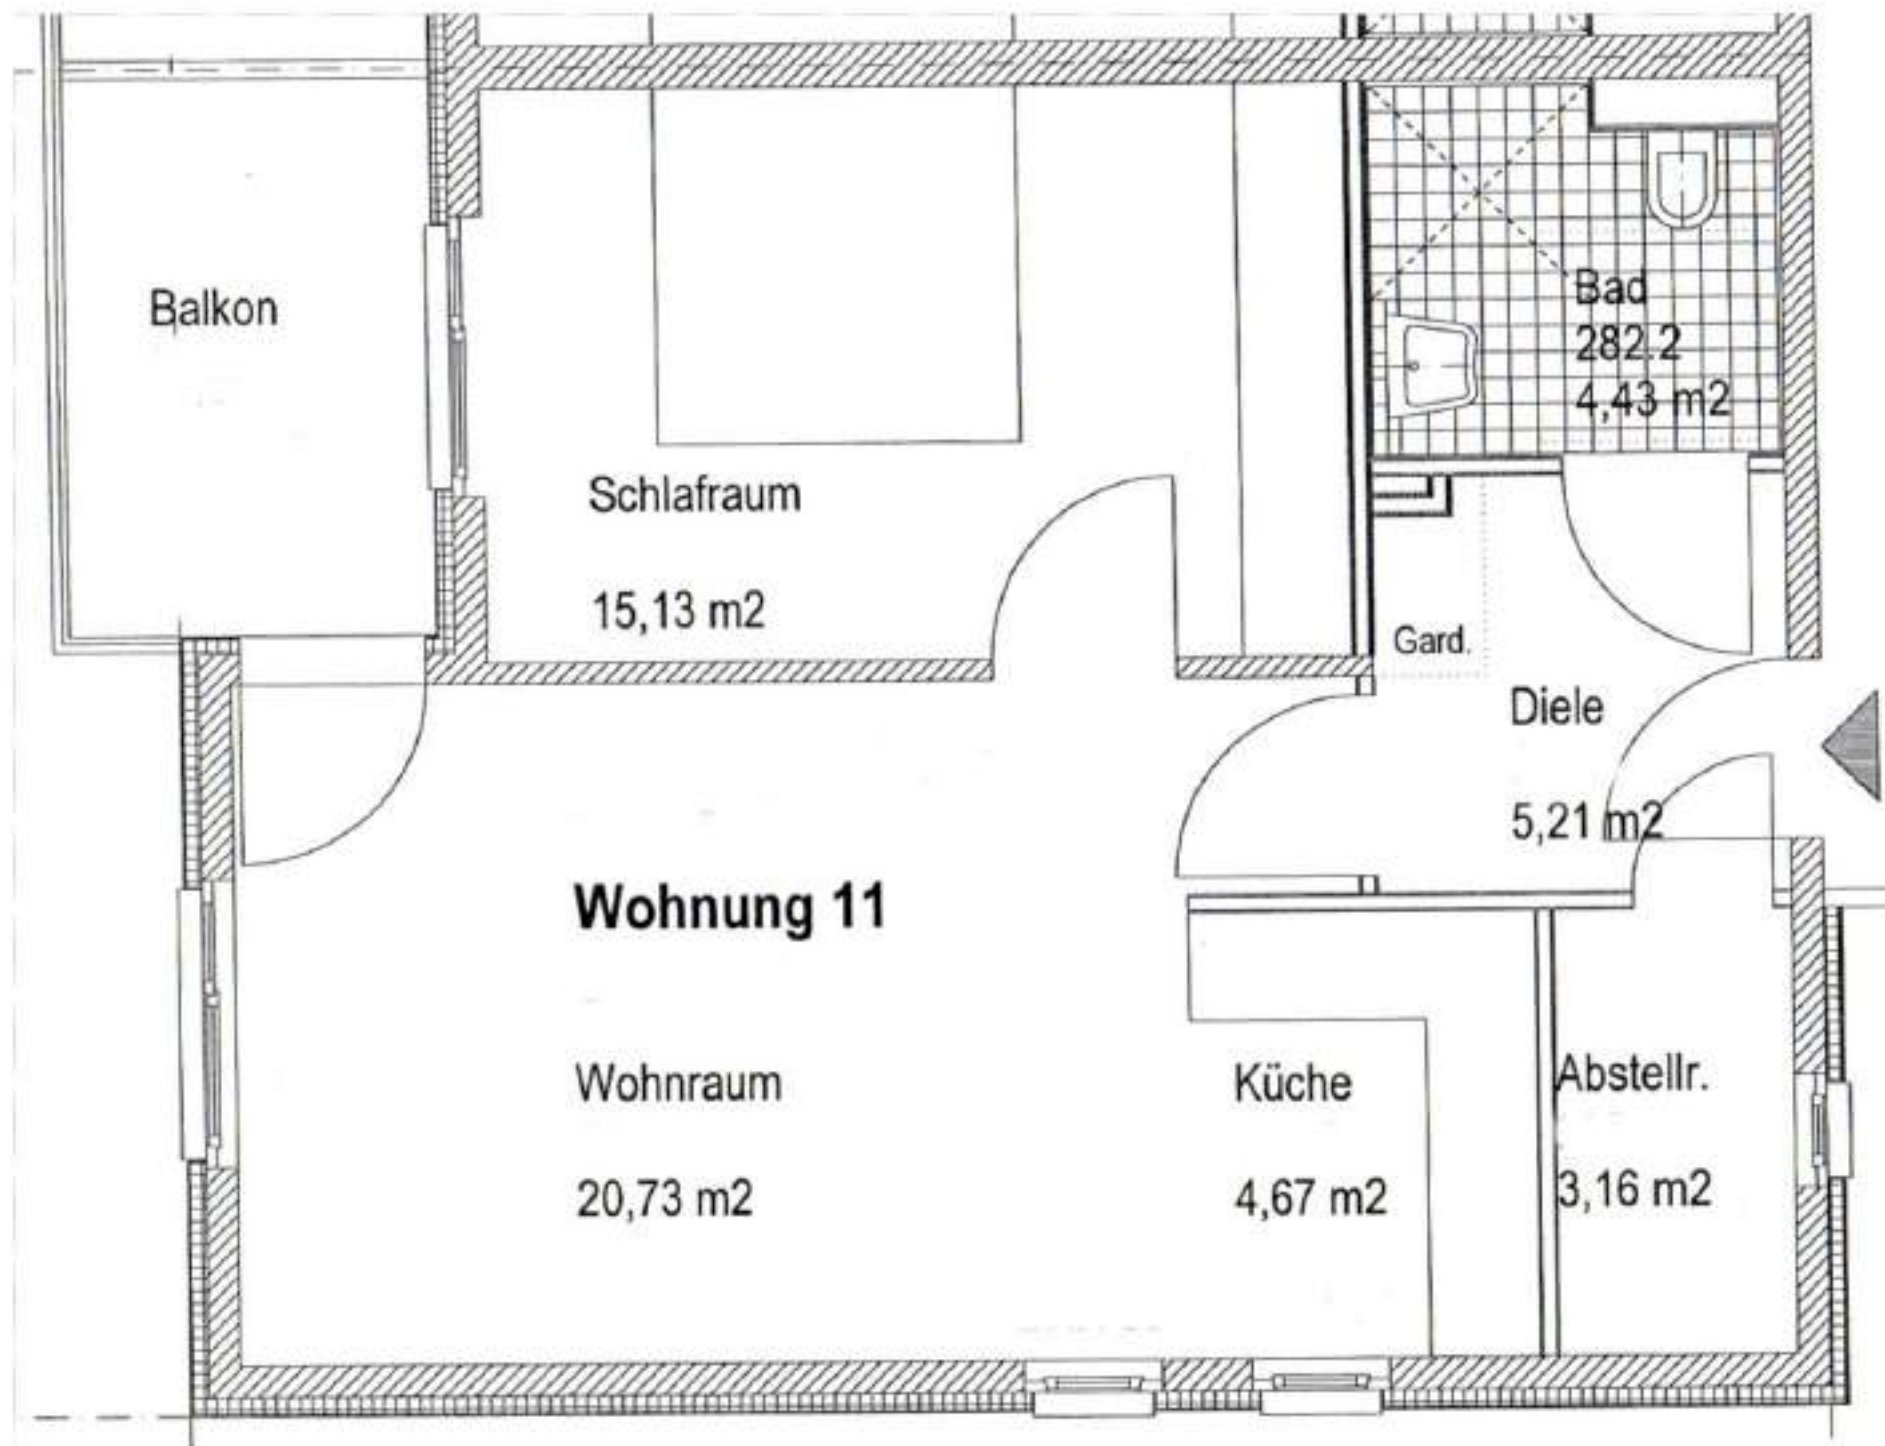 Balkon
Bad
282.2
4,43 m2
Schlafraum
15,13 m2
Gard.
Diele
5,21 m2
Wohnung 11
Wohnraum
20,73 m2
Küche
4,67 m2
Abstellr.
3,16 m2